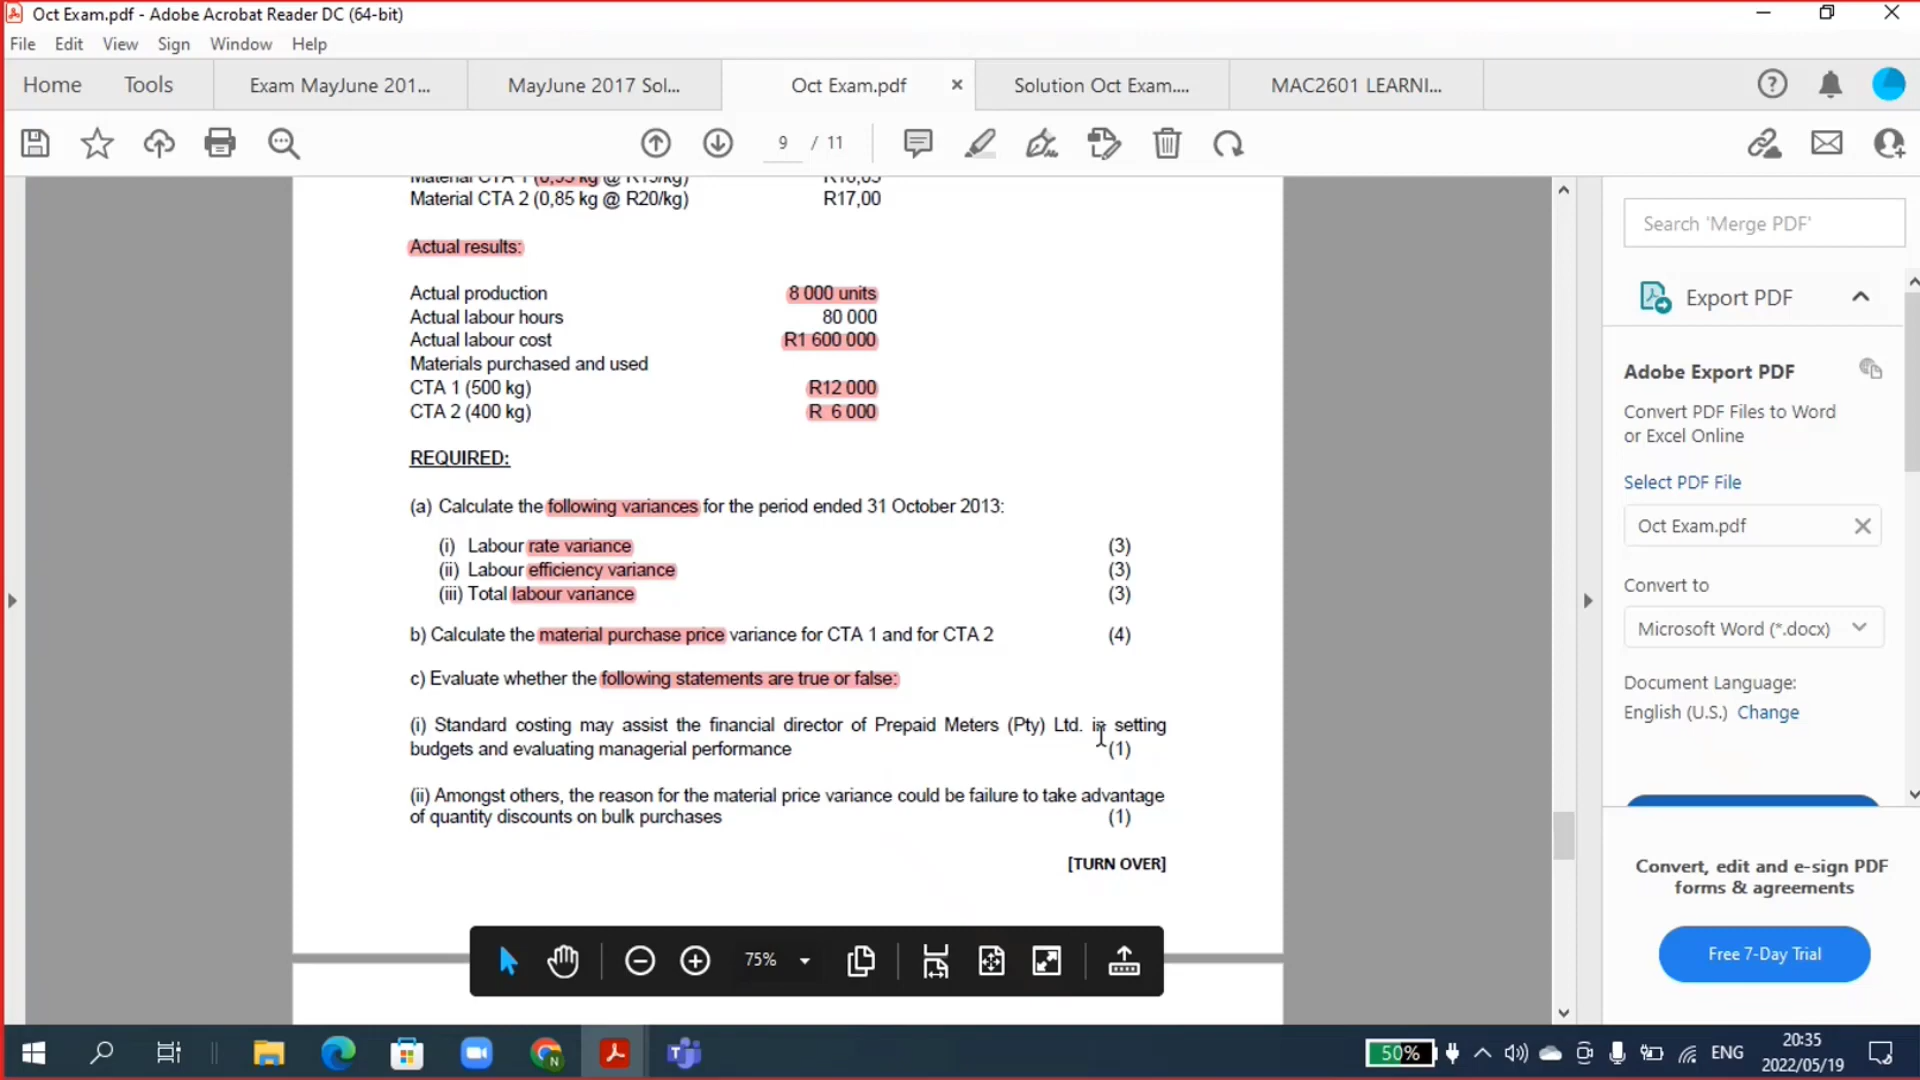 Oct Exam.pdf - Adobe Acrobat Reader DC (64-bit)
File Edit View Sign Window Help
Home Tools Exam MayJune 201... MayJune 2017 Sol... Oct Exam.pdf Solution Oct Exam.... MAC2601 LEARNI...
9 / 11
Material CTA 1 (0,95 kg @ R19/kg) R18,05
Material CTA 2 (0,85 kg @ R20/kg) R17,00
Actual results:
Actual production 8 000 units
Actual labour hours 80 000
Actual labour cost R1 600 000
Materials purchased and used
CTA 1 (500 kg) R12 000
CTA 2 (400 kg) R 6 000
REQUIRED:
(a) Calculate the following variances for the period ended 31 October 2013:
(i) Labour rate variance (3)
(ii) Labour efficiency variance (3)
(iii) Total labour variance (3)
b) Calculate the material purchase price variance for CTA 1 and for CTA 2 (4)
c) Evaluate whether the following statements are true or false:
(i) Standard costing may assist the financial director of Prepaid Meters (Pty) Ltd. in setting
budgets and evaluating managerial performance (1)
(ii) Amongst others, the reason for the material price variance could be failure to take advantage
of quantity discounts on bulk purchases (1)
[TURN OVER]
75%
Search 'Merge PDF'
Export PDF
Adobe Export PDF
Convert PDF Files to Word
or Excel Online
Select PDF File
Oct Exam.pdf
Convert to
Microsoft Word (*.docx)
Document Language:
English (U.S.) Change
Convert, edit and e-sign PDF
forms & agreements
Free 7-Day Trial
50% ENG 20:35
2022/05/19